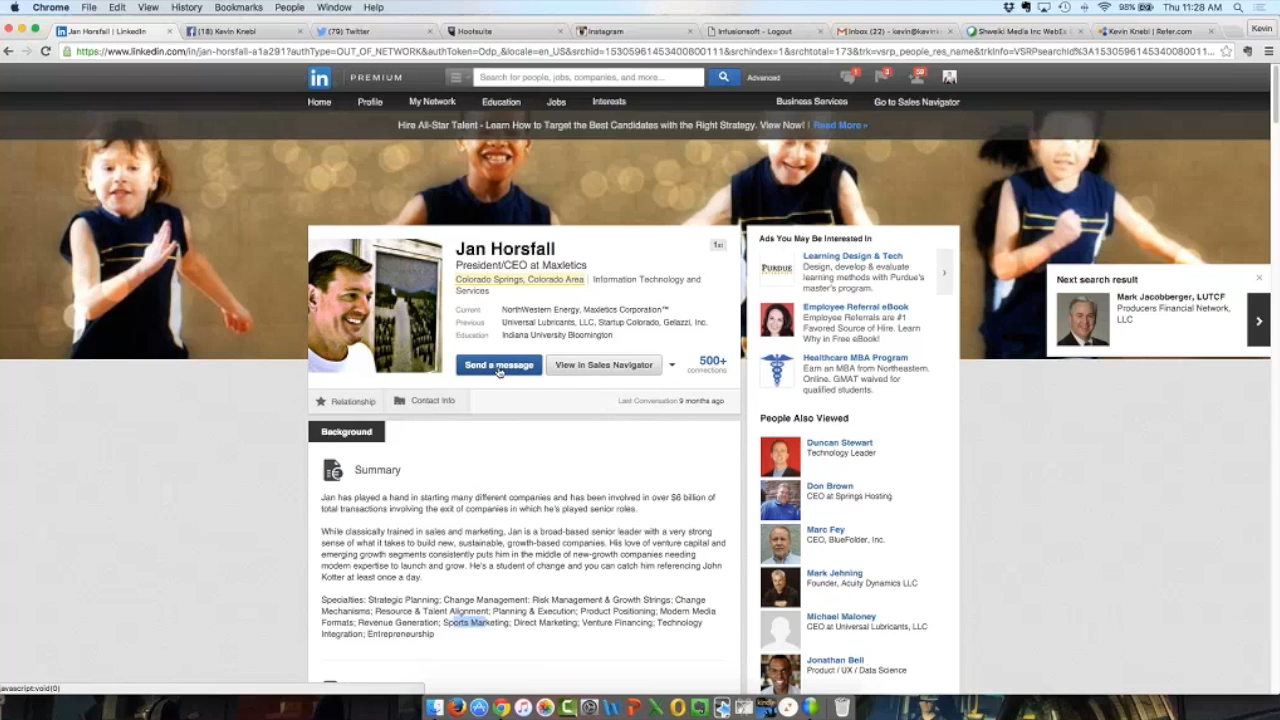 Chrome File Edit View History Bookmarks People Window Help 98% Thu 11:28 AM
Jan Horsfall | LinkedIn (18) Kevin Knebl (79) Twitter Hootsuite Instagram Infusionsoft - Logout Kevin Knebl | Refer.com Kevin
PREMIUM
Search for people, jobs, companies, and more...
Advanced
1 3 59
Home Profile My Network Education Jobs Interests Business Services Go to Sales Navigator
Hire All-Star Talent - Learn How to Target the Best Candidates with the Right Strategy. View Now! | Read More »
Jan Horsfall
1st
President/CEO at Maxletics
Colorado Springs, Colorado Area | Information Technology and
Services
Current NorthWestern Energy, Maxletics Corporation™
Previous Universal Lubricants, LLC, Startup Colorado, Gelazzi, Inc.
Education Indiana University Bloomington
Send a message View in Sales Navigator
500+
connections
Relationship Contact Info Last Conversation 9 months ago
Background
Summary
Jan has played a hand in starting many different companies and has been involved in over $6 billion of
total transactions involving the exit of companies in which he's played senior roles.
While classically trained in sales and marketing, Jan is a broad-based senior leader with a very strong
sense of what it takes to build new, sustainable, growth-based companies. His love of venture capital and
emerging growth segments consistently puts him in the middle of new-growth companies needing
modern expertise to launch and grow. He's a student of change and you can catch him referencing John
Kotter at least once a day.
Specialties: Strategic Planning; Change Management: Risk Management & Growth Strings; Change
Mechanisms; Resource & Talent Alignment; Planning & Execution; Product Positioning; Modern Media
Formats; Revenue Generation; Sports Marketing; Direct Marketing; Venture Financing; Technology
Integration; Entrepreneurship
Ads You May Be Interested In
PURDUE
Learning Design & Tech
Design, develop & evaluate
learning methods with Purdue's
master's program.
Employee Referral eBook
Employee Referrals are #1
Favored Source of Hire. Learn
Why in Free eBook!
Healthcare MBA Program
Earn an MBA from Northeastern.
Online. GMAT waived for
qualified students.
People Also Viewed
Duncan Stewart
Technology Leader
Don Brown
CEO at Springs Hosting
Marc Fey
CEO, BlueFolder, Inc.
Mark Jehning
Founder, Acuity Dynamics LLC
Michael Maloney
CEO at Universal Lubricants, LLC
Jonathan Bell
Product / UX / Data Science
Next search result
Mark Jacobberger, LUTCF
Producers Financial Network,
LLC
javascript:void(0)